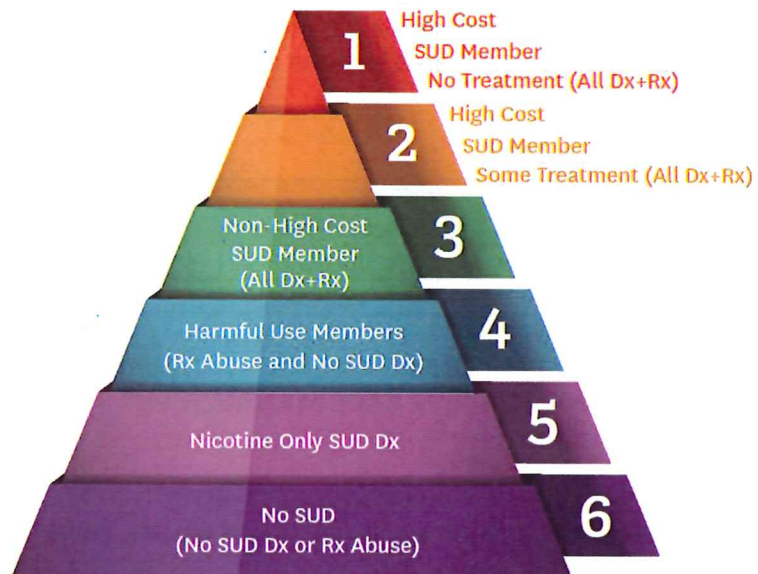 1
High Cost
SUD Member
No Treatment (All Dx+Rx)
2
High Cost
SUD Member
Some Treatment (All Dx+Rx)
Non-High Cost
SUD Member
(All Dx+Rx)
3
Harmful Use Members
(Rx Abuse and No SUD Dx)
4
Nicotine Only SUD Dx
5
No SUD
(No SUD Dx or Rx Abuse)
6